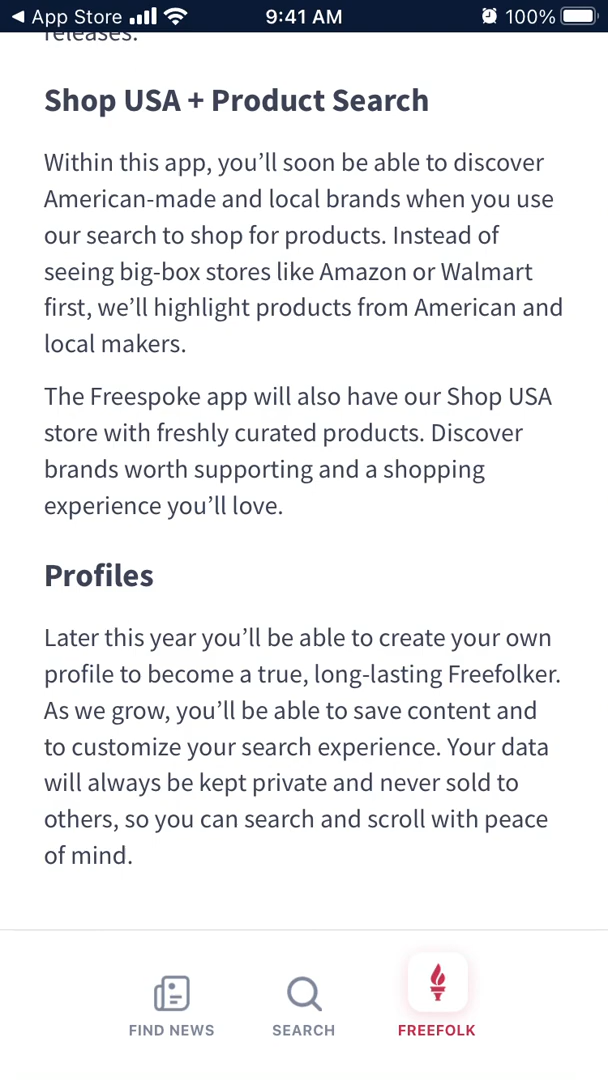 App Store
9:41 AM
100%
releases.
Shop USA + Product Search
Within this app, you’ll soon be able to discover
American-made and local brands when you use
our search to shop for products. Instead of
seeing big-box stores like Amazon or Walmart
first, we’ll highlight products from American and
local makers.
The Freespoke app will also have our Shop USA
store with freshly curated products. Discover
brands worth supporting and a shopping
experience you’ll love.
Profiles
Later this year you’ll be able to create your own
profile to become a true, long-lasting Freefolker.
As we grow, you’ll be able to save content and
to customize your search experience. Your data
will always be kept private and never sold to
others, so you can search and scroll with peace
of mind.
FIND NEWS
SEARCH
FREEFOLK